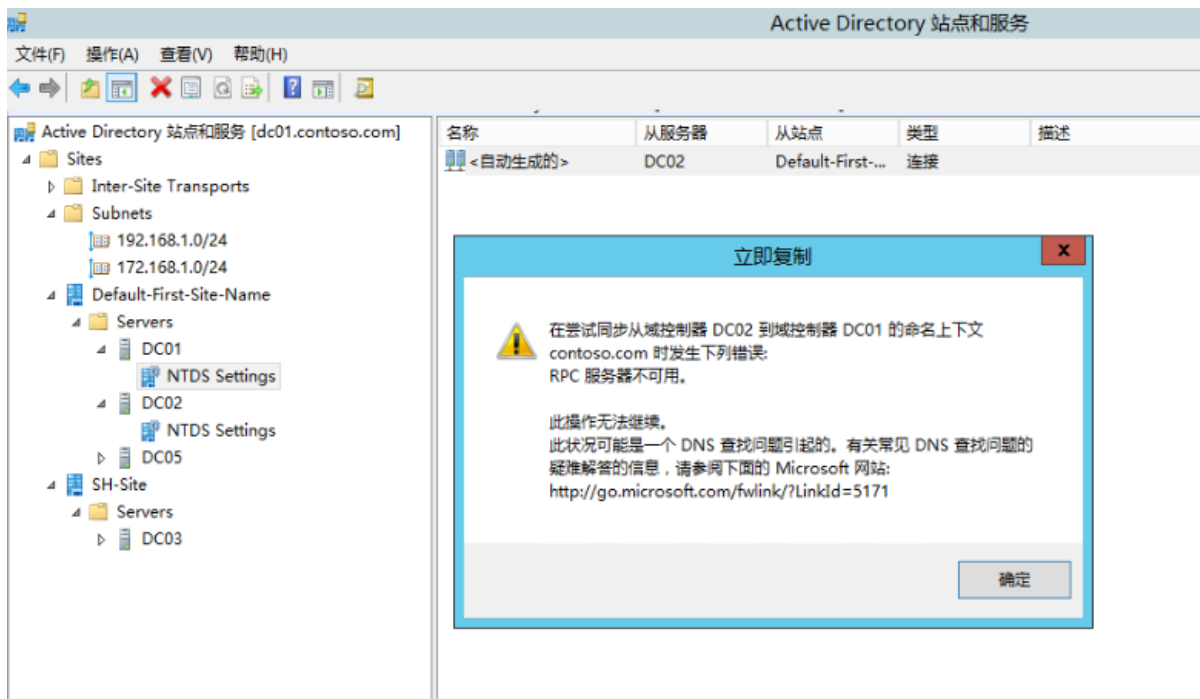 Active Directory 站点和服务
文件(F) 操作(A) 查看(V) 帮助(H)
Active Directory 站点和服务 [dc01.contoso.com]
Sites
Inter-Site Transports
Subnets
192.168.1.0/24
172.168.1.0/24
Default-First-Site-Name
Servers
DC01
NTDS Settings
DC02
NTDS Settings
DC05
SH-Site
Servers
DC03
名称 从服务器 从站点 类型 描述
<自动生成的> DC02 Default-First-... 连接
立即复制
在尝试同步从域控制器 DC02 到域控制器 DC01 的命名上下文
contoso.com 时发生下列错误:
RPC 服务器不可用。
此操作无法继续。
此状况可能是一个 DNS 查找问题引起的。有关常见 DNS 查找问题的
疑难解答的信息，请参阅下面的 Microsoft 网站:
http://go.microsoft.com/fwlink/?LinkId=5171
确定